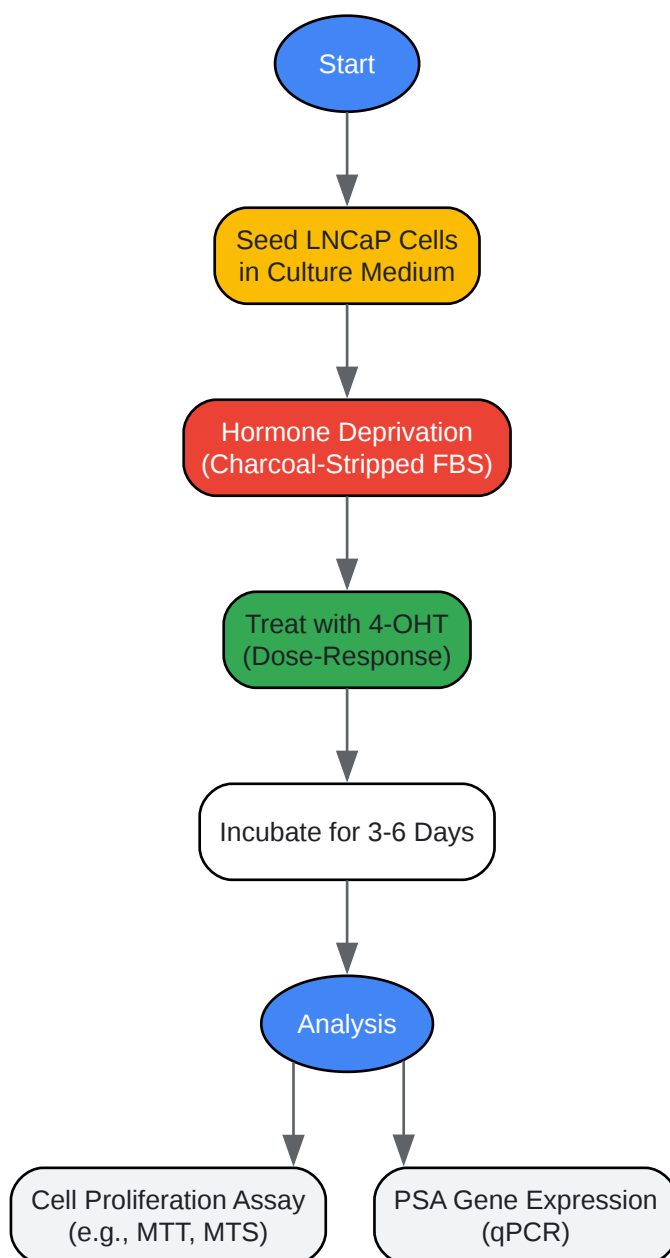 Start
Seed LNCaP Cells
in Culture Medium
Hormone Deprivation
(Charcoal-Stripped FBS)
Treat with 4-OHT
(Dose-Response)
Incubate for 3-6 Days
Analysis
Cell Proliferation Assay
(e.g., MTT, MTS)
PSA Gene Expression
(qPCR)